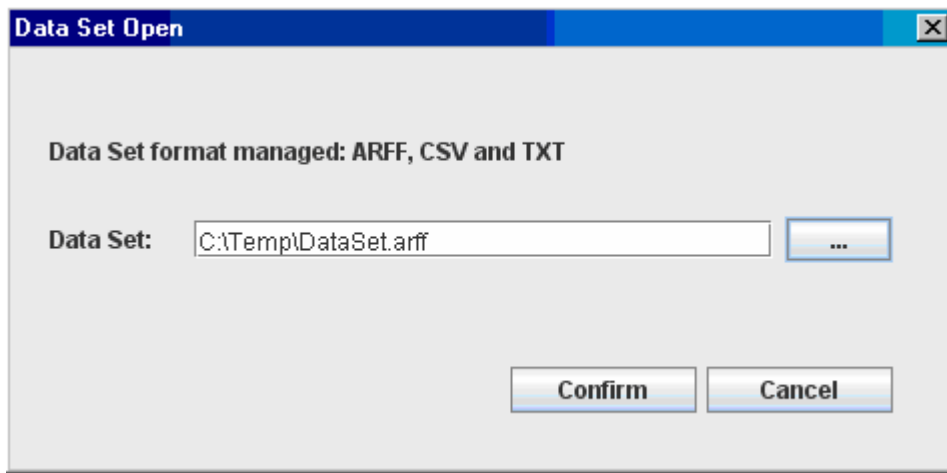 Data Set Open
Data Set format managed: ARFF, CSV and TXT
Data Set: C:\Temp\DataSet.arff ...
Confirm Cancel